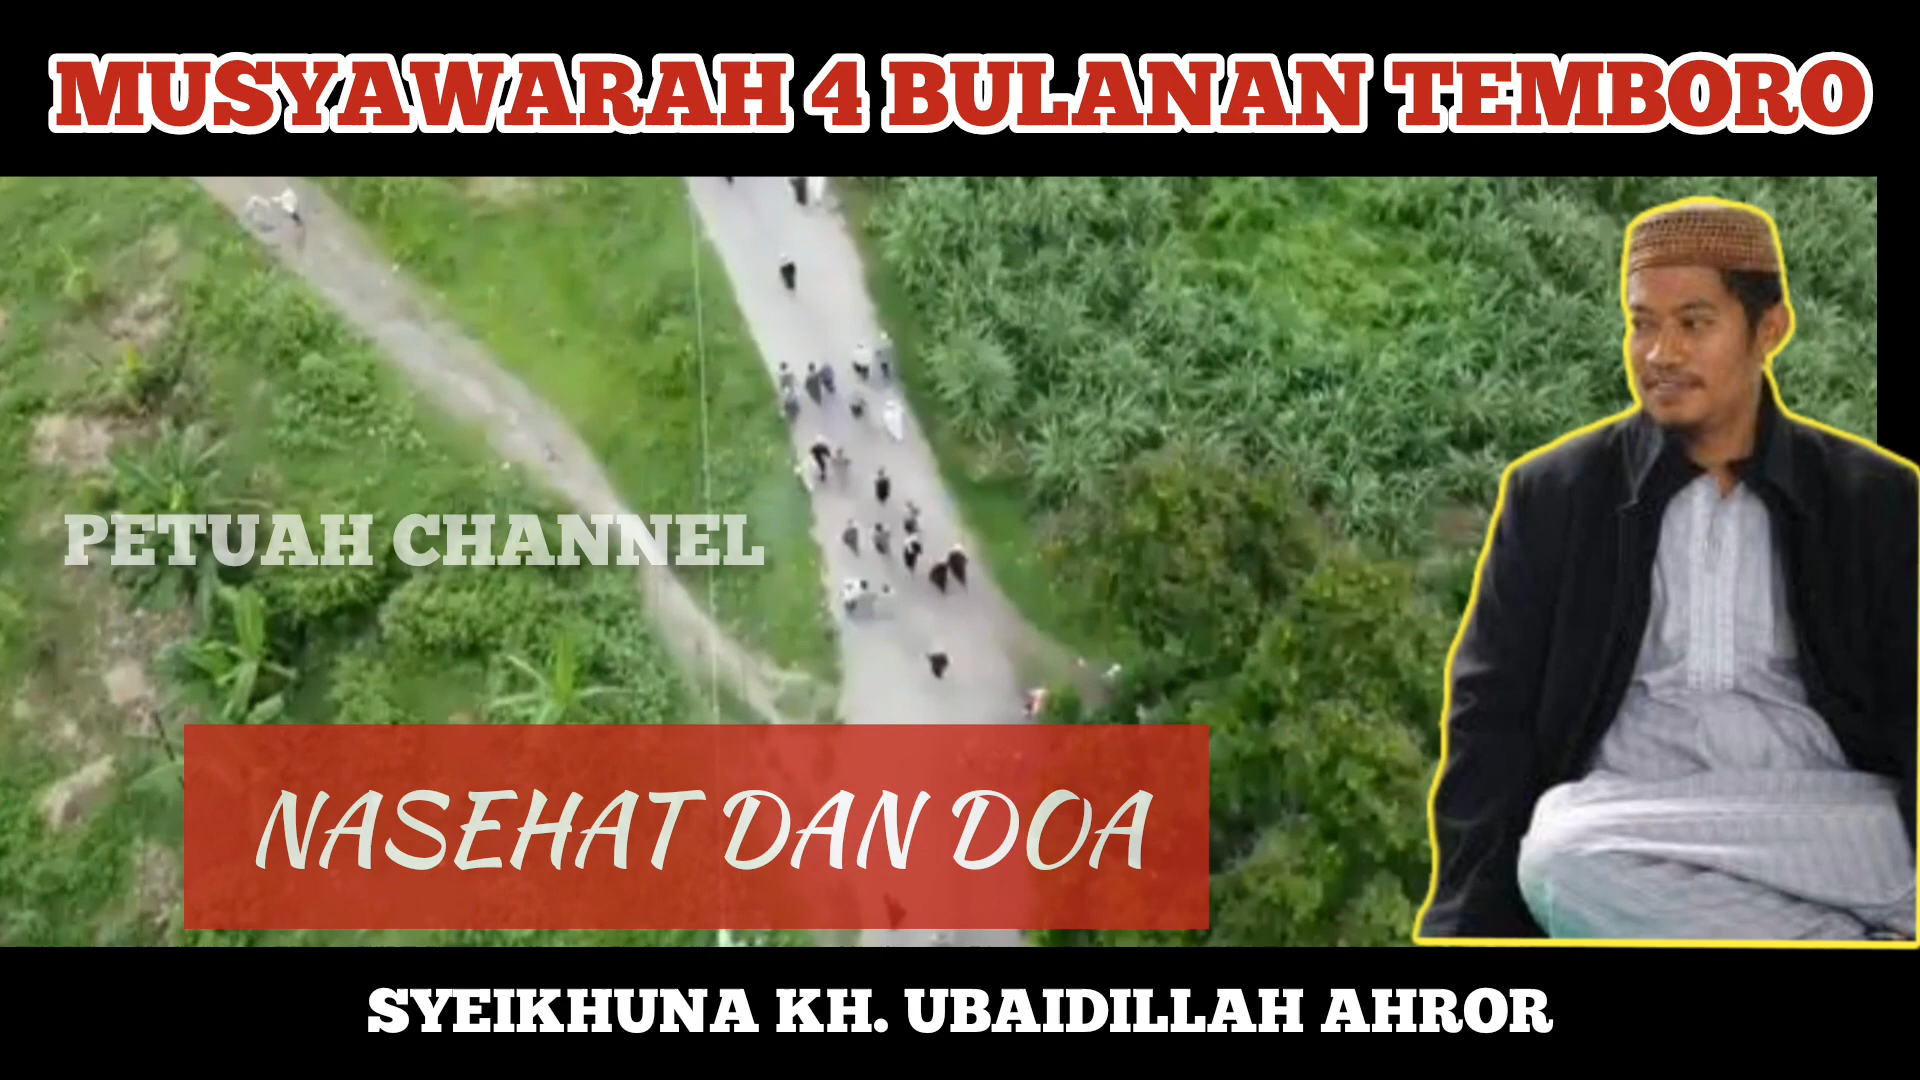 MUSYAWARAH 4 BULANAN TEMBORO
PETUAH CHANNEL
NASEHAT DAN DOA
SYEIKHUNA KH. UBAIDILLAH AHROR